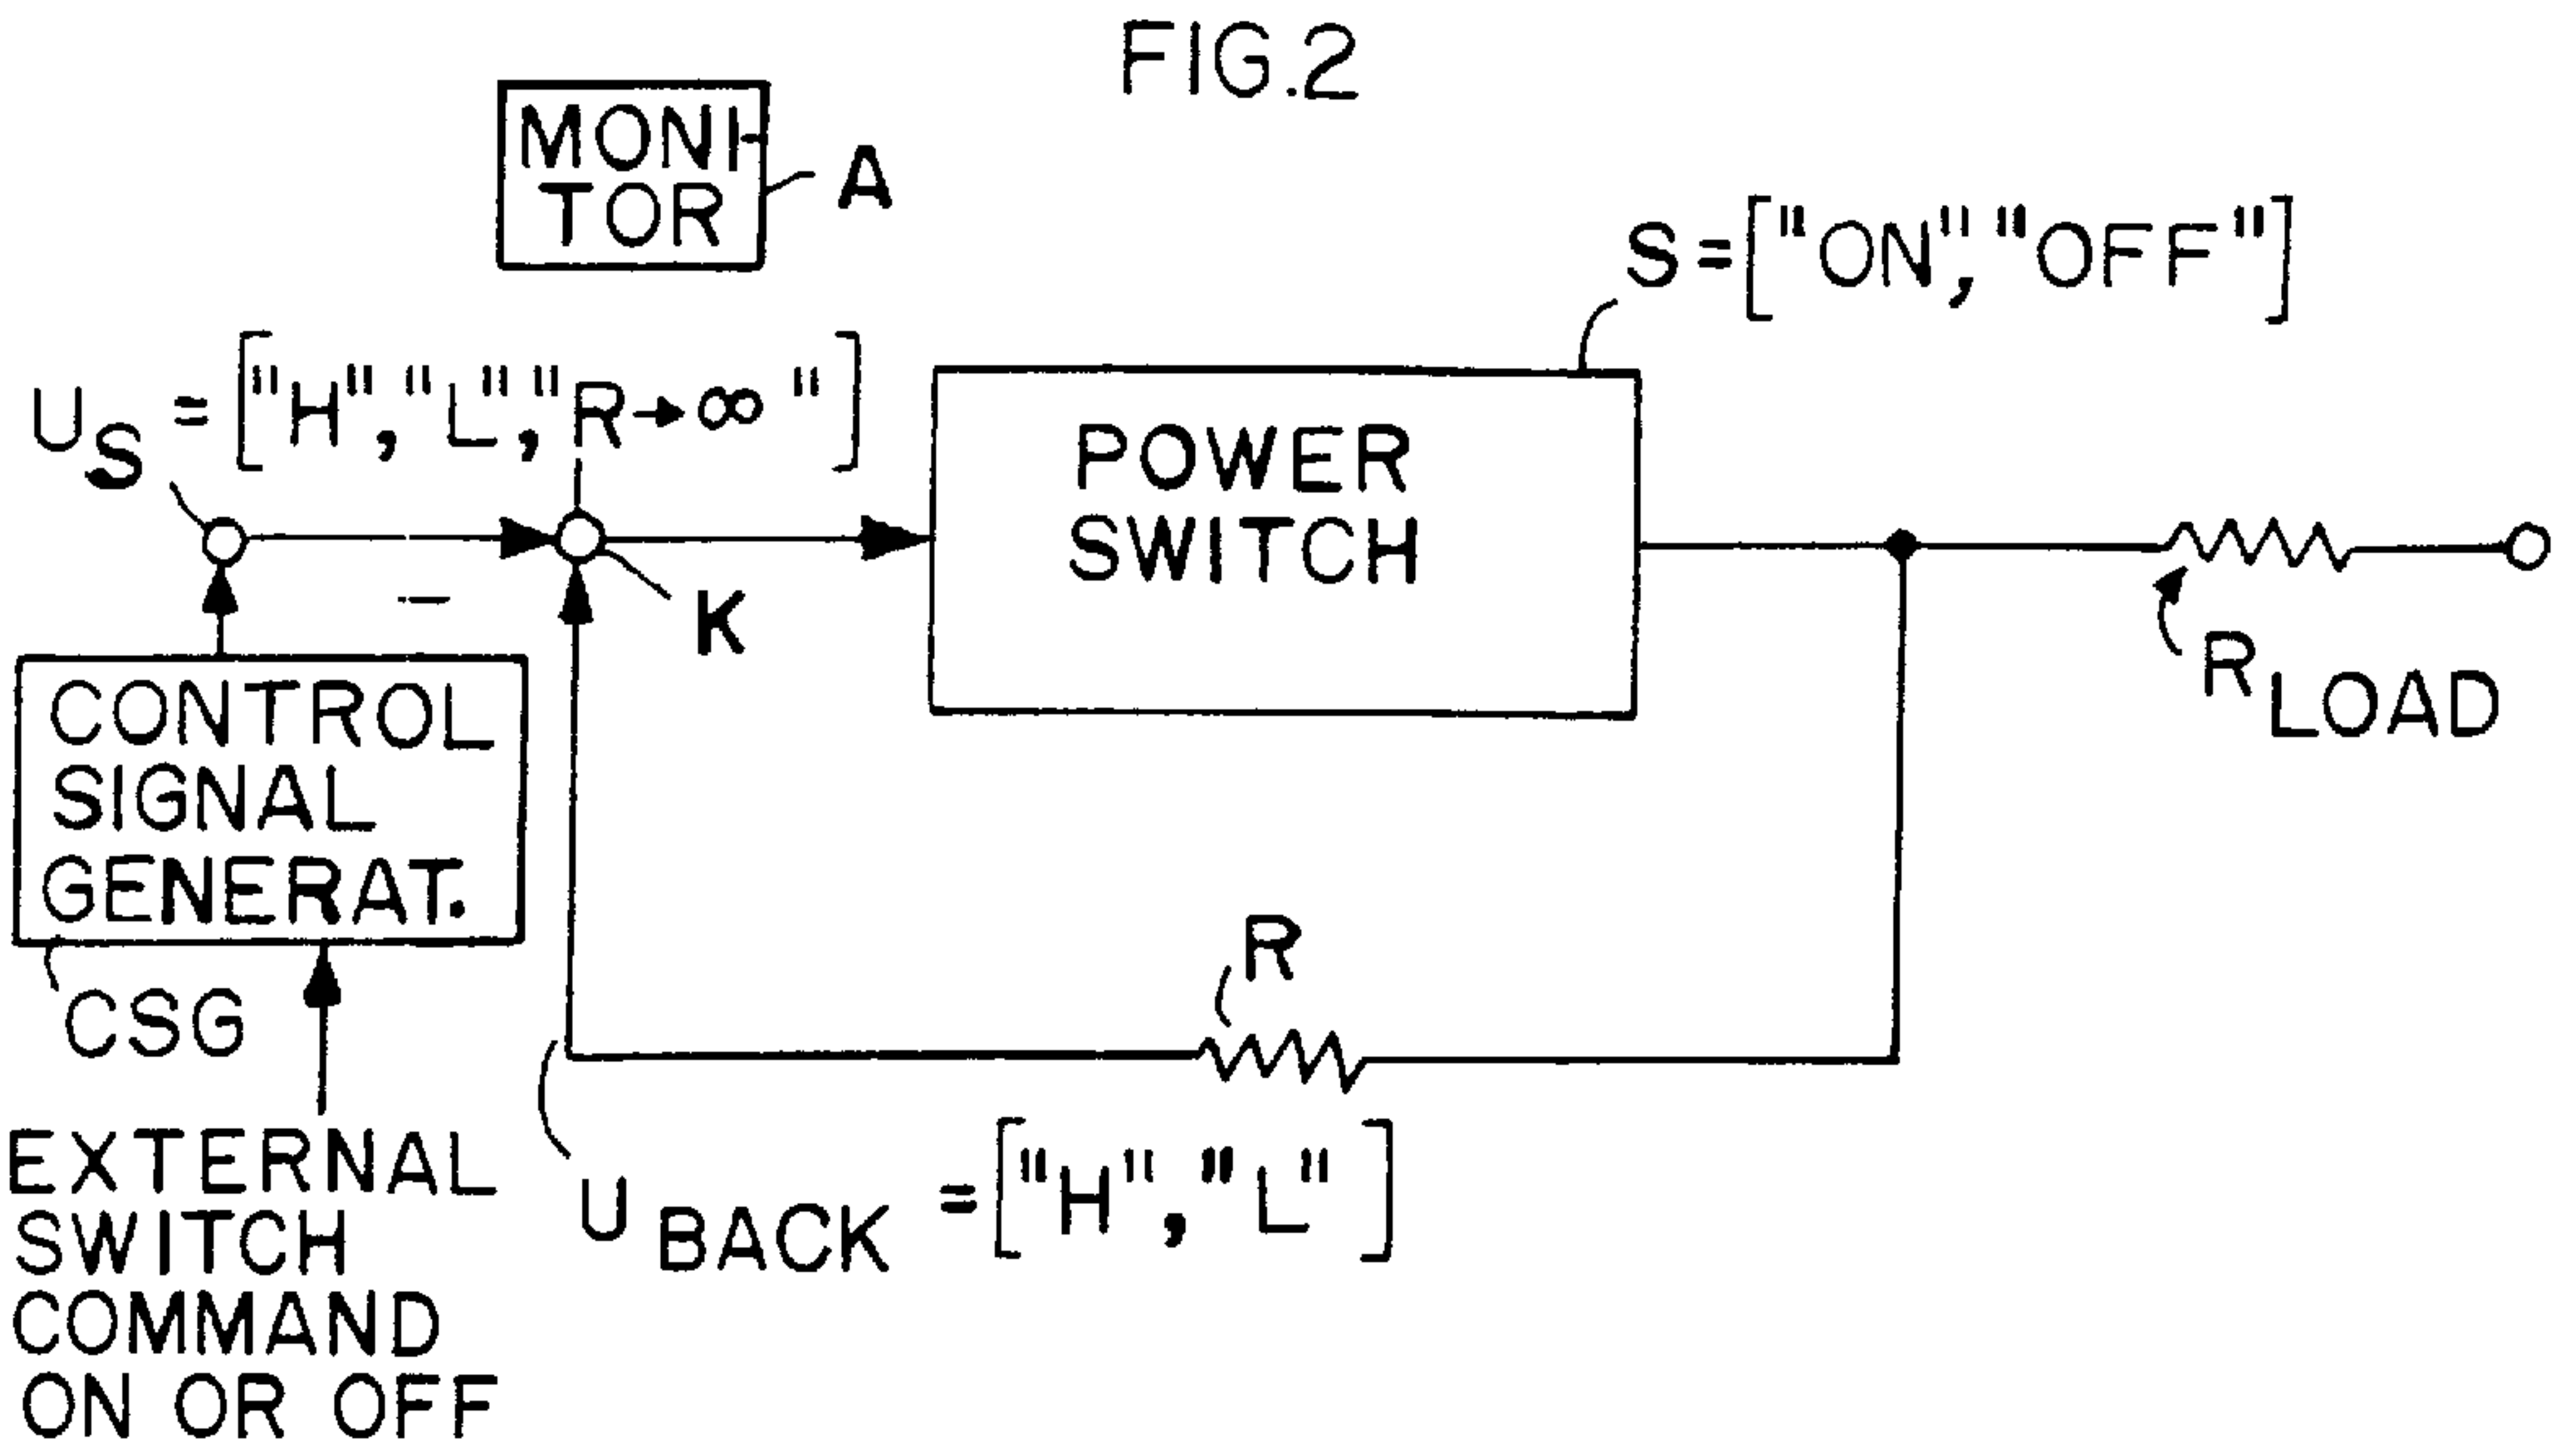 FIG.2
MONI-
TOR
A
S=["ON","OFF"]
US = ["H","L","R→∞"]
POWER
SWITCH
K
RLOAD
CONTROL
SIGNAL
GENERAT.
CSG
R
EXTERNAL
SWITCH
COMMAND
ON OR OFF
UBACK =["H","L"]